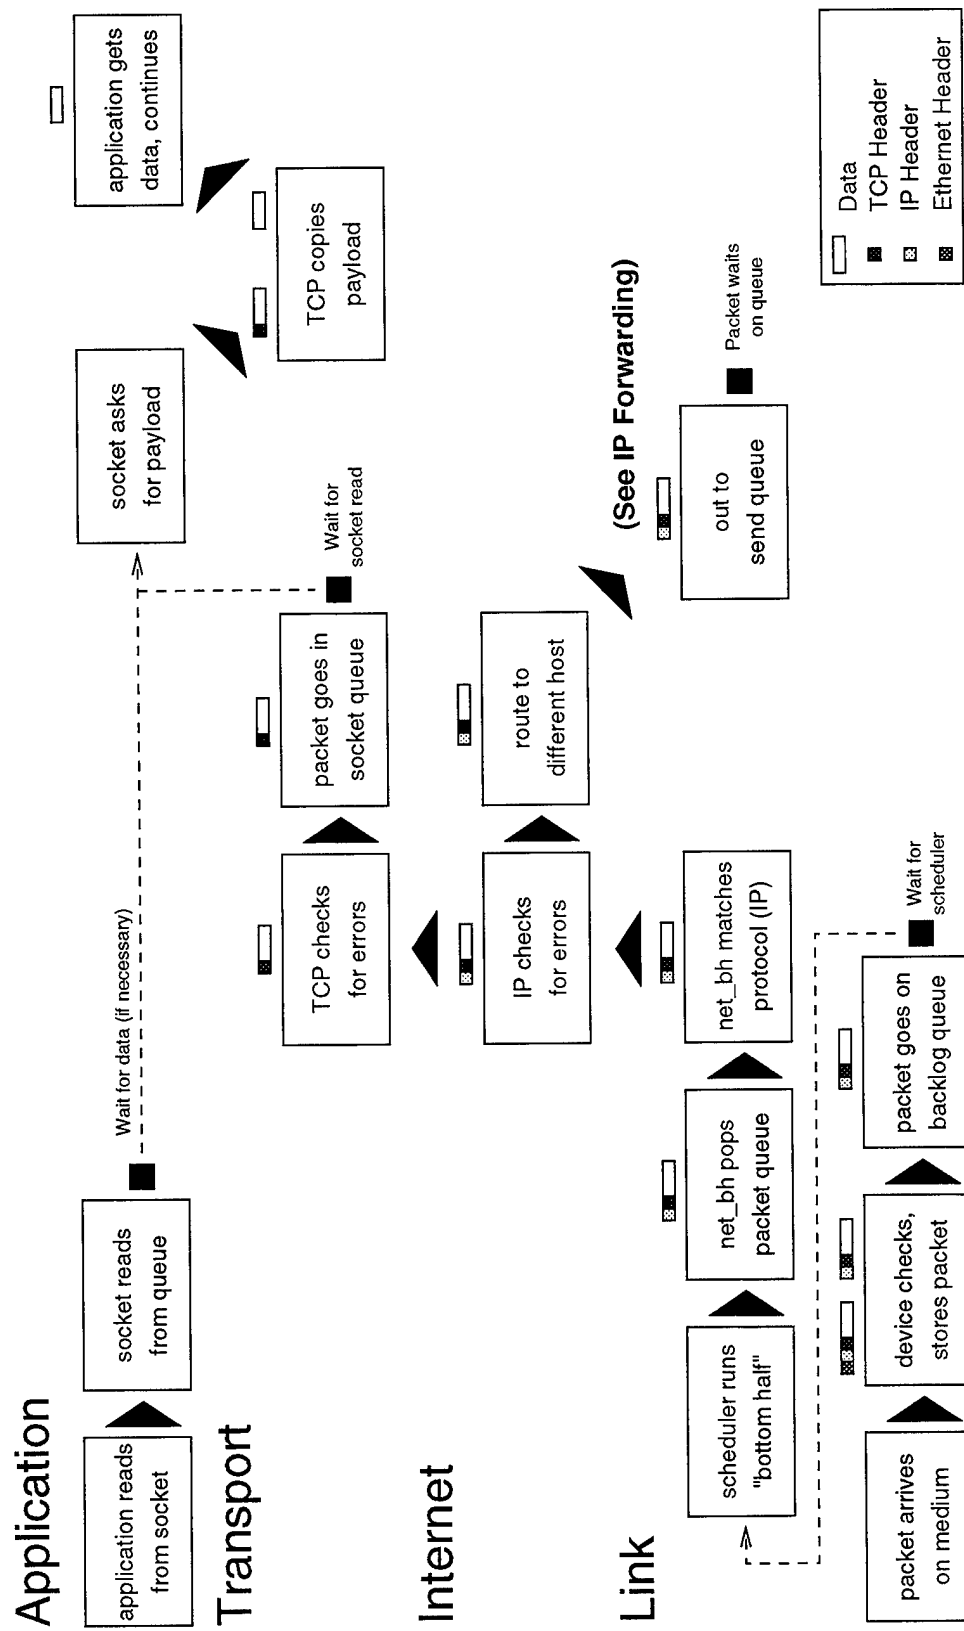 Application
application reads
from socket
socket reads
from queue
Wait for data (if necessary)
socket asks
for payload
application gets
data, continues
Transport
TCP checks
for errors
packet goes in
socket queue
Wait for
socket read
TCP copies
payload
Internet
IP checks
for errors
route to
different host
(See IP Forwarding)
Link
scheduler runs
"bottom half"
net_bh pops
packet queue
net_bh matches
protocol (IP)
out to
send queue
Packet waits
on queue
packet arrives
on medium
device checks,
stores packet
packet goes on
backlog queue
Wait for
scheduler
Data
TCP Header
IP Header
Ethernet Header